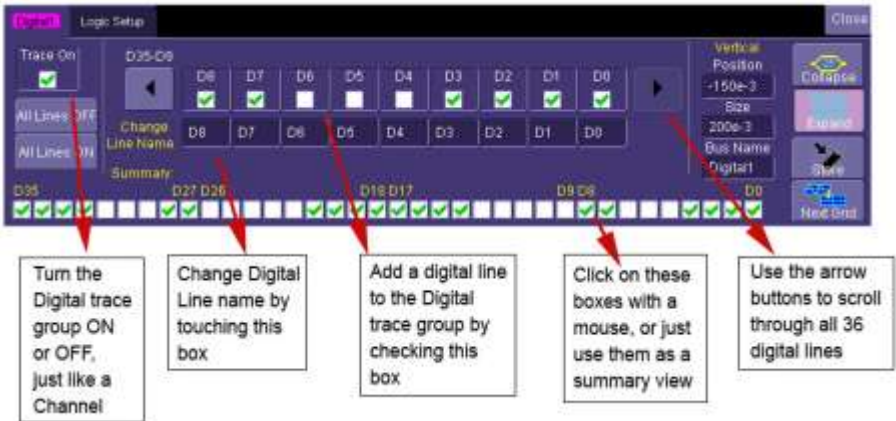 Digital1 Logic Setup Close
Trace On
D35-D9
D8 D7 D6 D5 D4 D3 D2 D1 D0
Vertical
Position
-150e-3
Size
200e-3
Bus Name
Digital1
Collapse
Expand
Store
Next Grid
All Lines OFF
All Lines ON
Change
Line Name
D8 D7 D6 D5 D4 D3 D2 D1 D0
Summary:
D35 D27 D26 D18 D17 D9 D8 D0
Turn the
Digital trace
group ON
or OFF,
just like a
Channel
Change Digital
Line name by
touching this
box
Add a digital line
to the Digital
trace group by
checking this
box
Click on these
boxes with a
mouse, or just
use them as a
summary view
Use the arrow
buttons to scroll
through all 36
digital lines